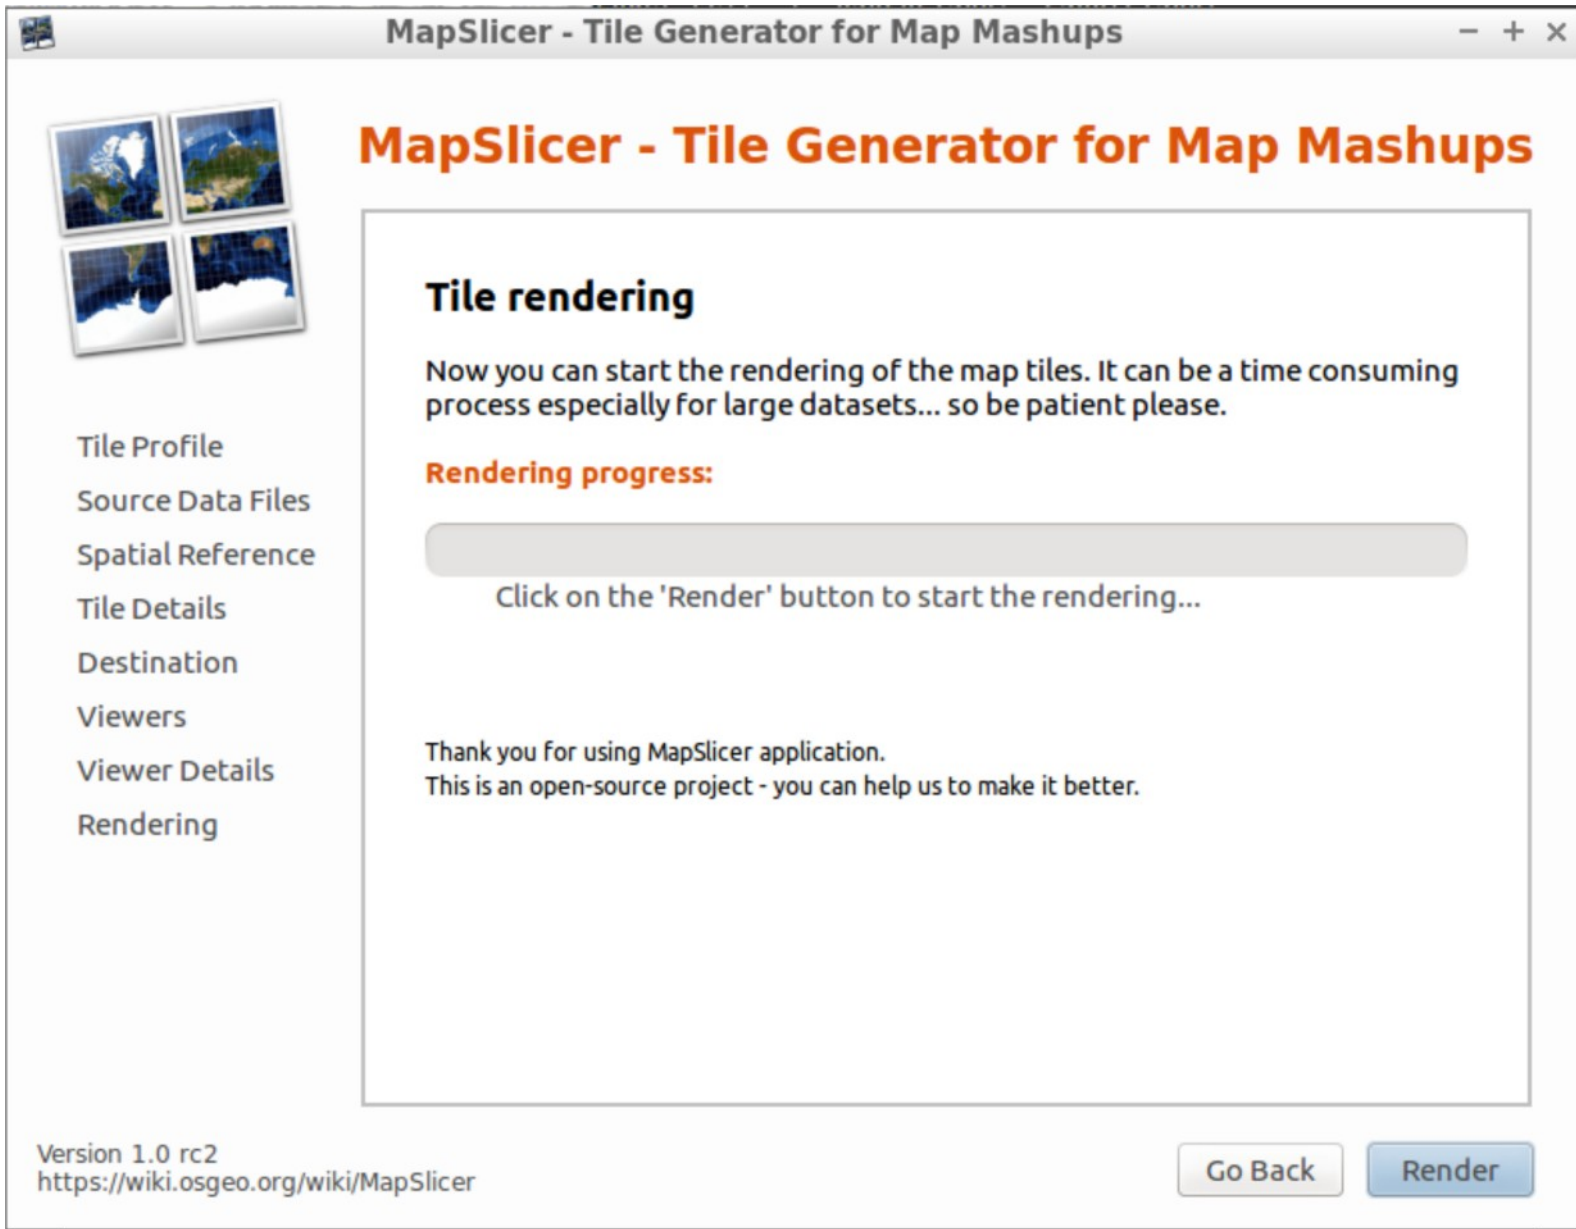 MapSlicer - Tile Generator for Map Mashups
MapSlicer - Tile Generator for Map Mashups
Tile Profile
Source Data Files
Spatial Reference
Tile Details
Destination
Viewers
Viewer Details
Rendering
Tile rendering
Now you can start the rendering of the map tiles. It can be a time consuming
process especially for large datasets... so be patient please.
Rendering progress:
Click on the 'Render' button to start the rendering...
Thank you for using MapSlicer application.
This is an open-source project - you can help us to make it better.
Version 1.0 rc2
https://wiki.osgeo.org/wiki/MapSlicer
Go Back
Render